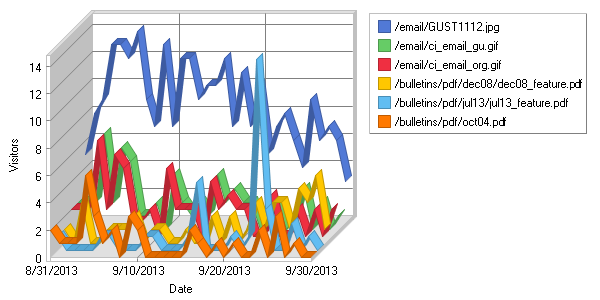 /email/GUST1112.jpg
/email/ci_email_gu.gif
/email/ci_email_org.gif
/bulletins/pdf/dec08/dec08_feature.pdf
/bulletins/pdf/jul13/jul13_feature.pdf
/bulletins/pdf/oct04.pdf
Visitors
14
12
10
8
6
4
2
0
8/31/2013 9/10/2013 9/20/2013 9/30/2013
Date